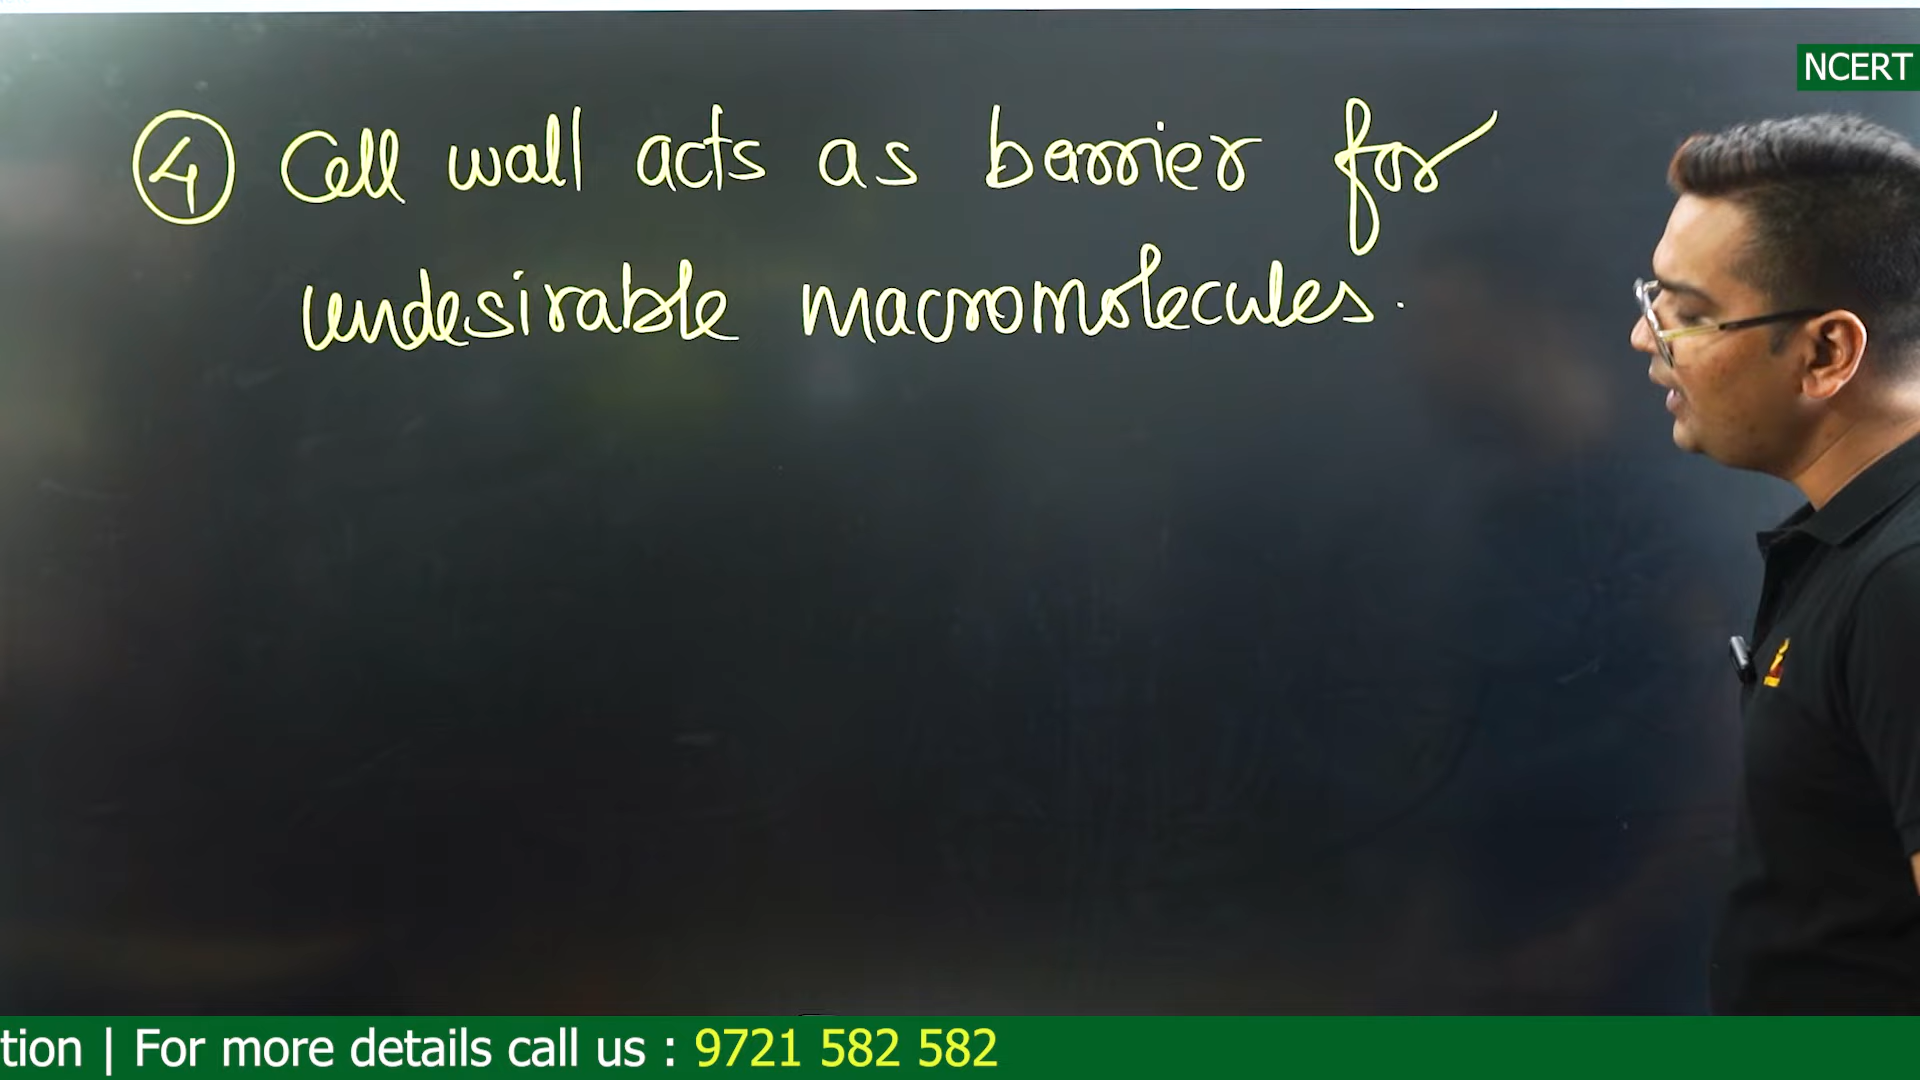 NCERT
④ Cell wall acts as barrier for
undesirable macromolecules.
tion | For more details call us : 9721 582 582